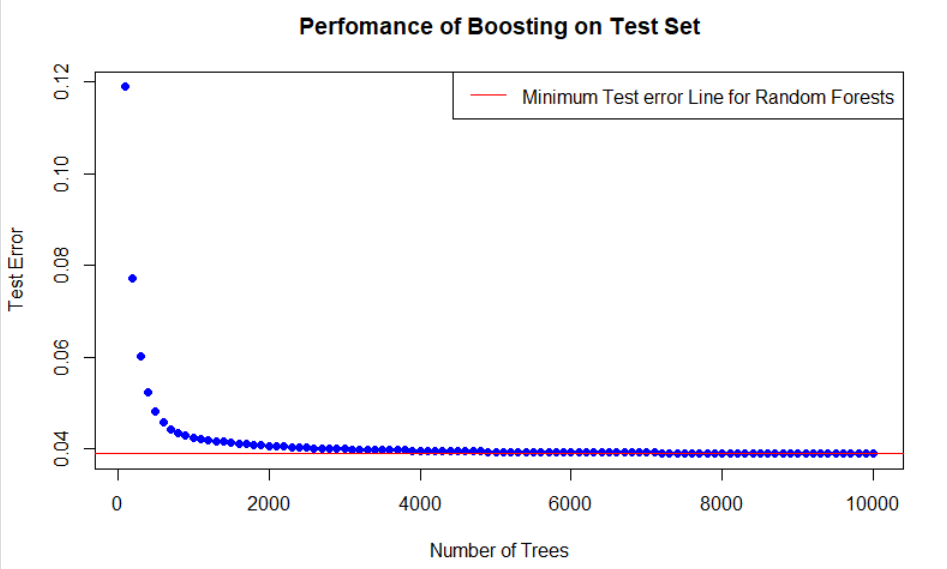 Perfomance of Boosting on Test Set
Minimum Test error Line for Random Forests
Test Error
0.12
0.10
0.08
0.06
0.04
0 2000 4000 6000 8000 10000
Number of Trees